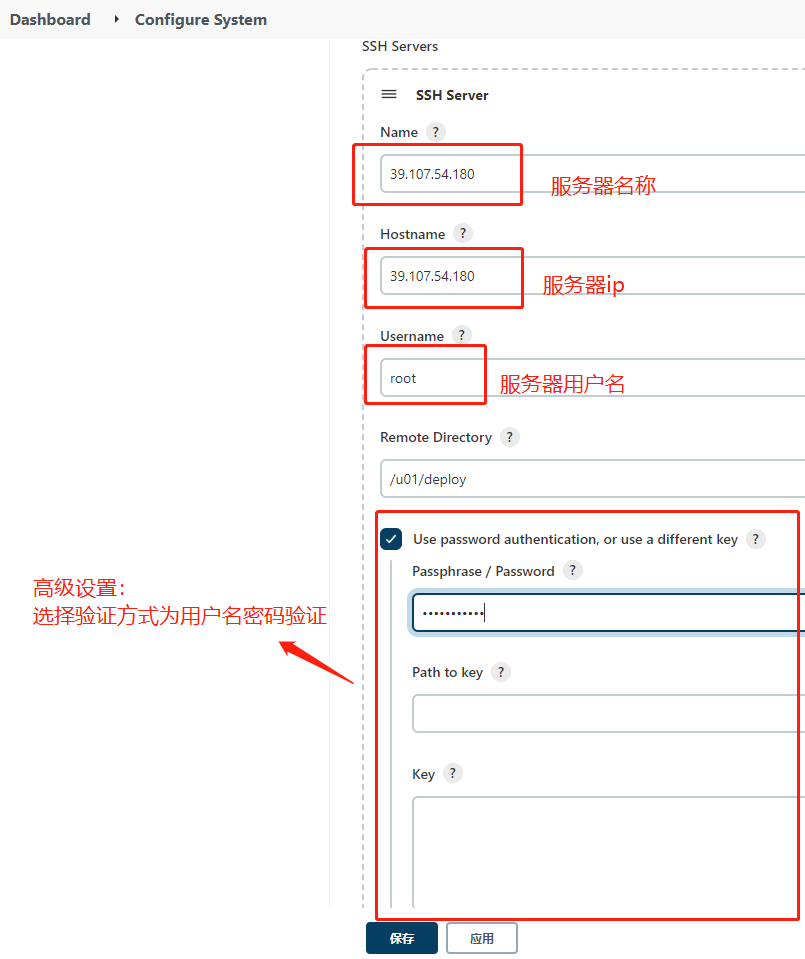 Dashboard Configure System
SSH Servers
SSH Server
Name ?
39.107.54.180
服务器名称
Hostname ?
39.107.54.180
服务器ip
Username ?
root
服务器用户名
Remote Directory ?
/u01/deploy
Use password authentication, or use a different key ?
Passphrase / Password ?
•••••••••••
高级设置：
选择验证方式为用户名密码验证
Path to key ?
Key ?
保存
应用